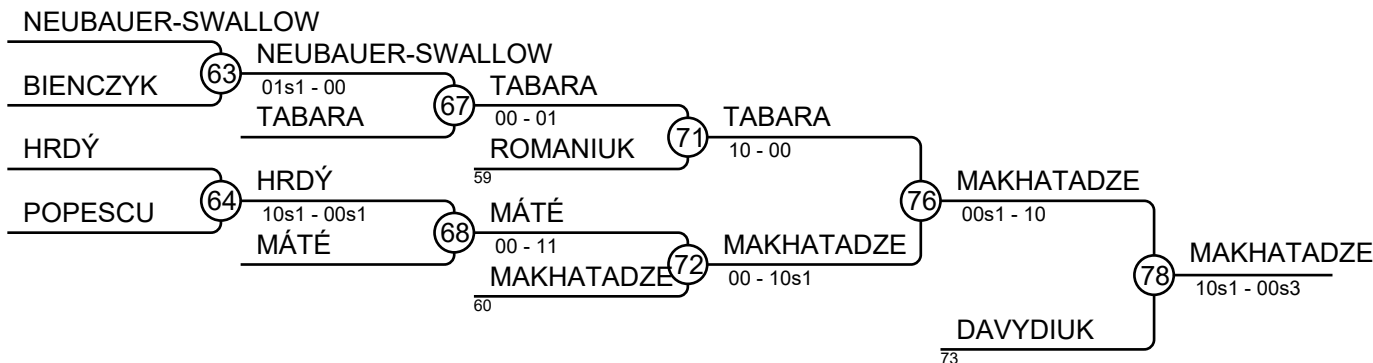 NEUBAUER-SWALLOW
63
NEUBAUER-SWALLOW
01s1 - 00
BIENCZYK
67
TABARA
00 - 01
TABARA
71
TABARA
10 - 00
HRDÝ
ROMANIUK
59
64
HRDÝ
10s1 - 00s1
76
MAKHATADZE
00s1 - 10
POPESCU
68
MÁTÉ
00 - 11
MÁTÉ
72
MAKHATADZE
00 - 10s1
MAKHATADZE
60
78
MAKHATADZE
10s1 - 00s3
DAVYDIUK
73